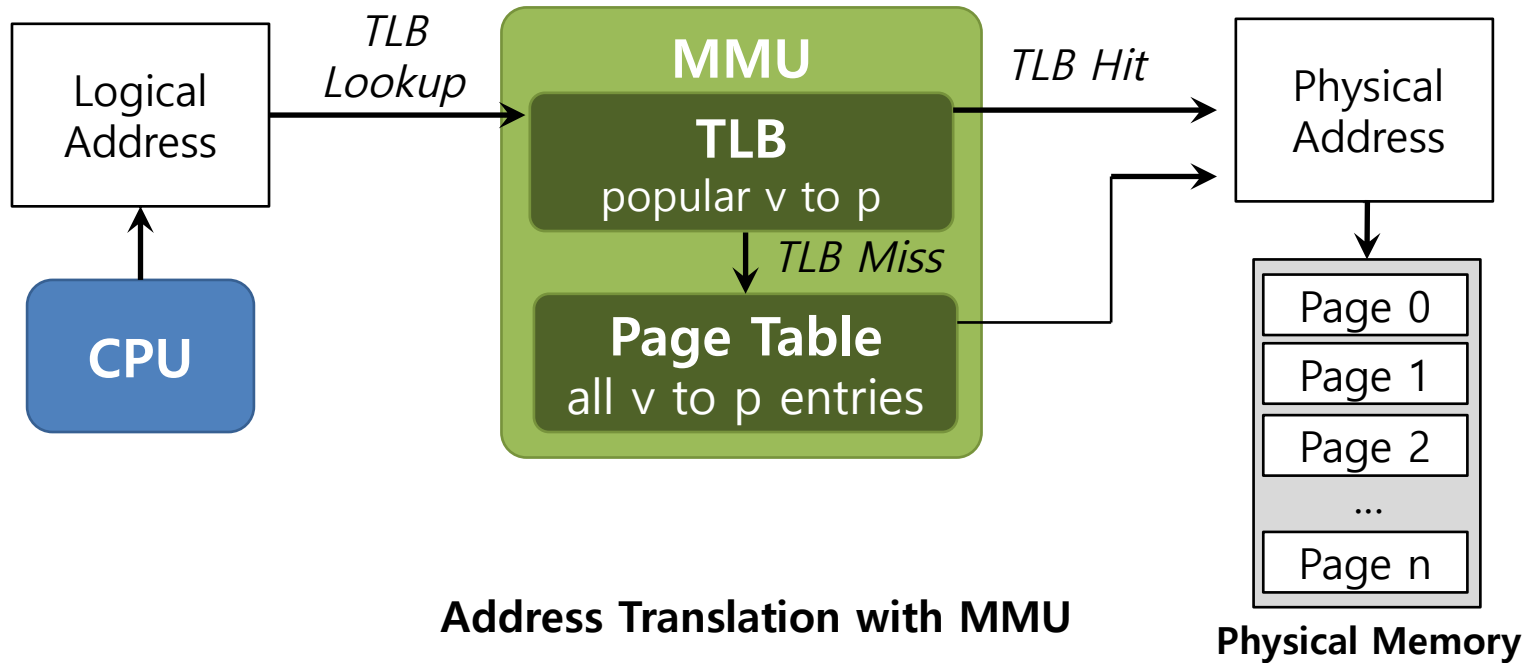 TLB
Lookup
Logical
Address
CPU
MMU
TLB
popular v to p
TLB Miss
Page Table
all v to p entries
TLB Hit
Physical
Address
Page 0
Page 1
Page 2
...
Page n
Physical Memory
Address Translation with MMU